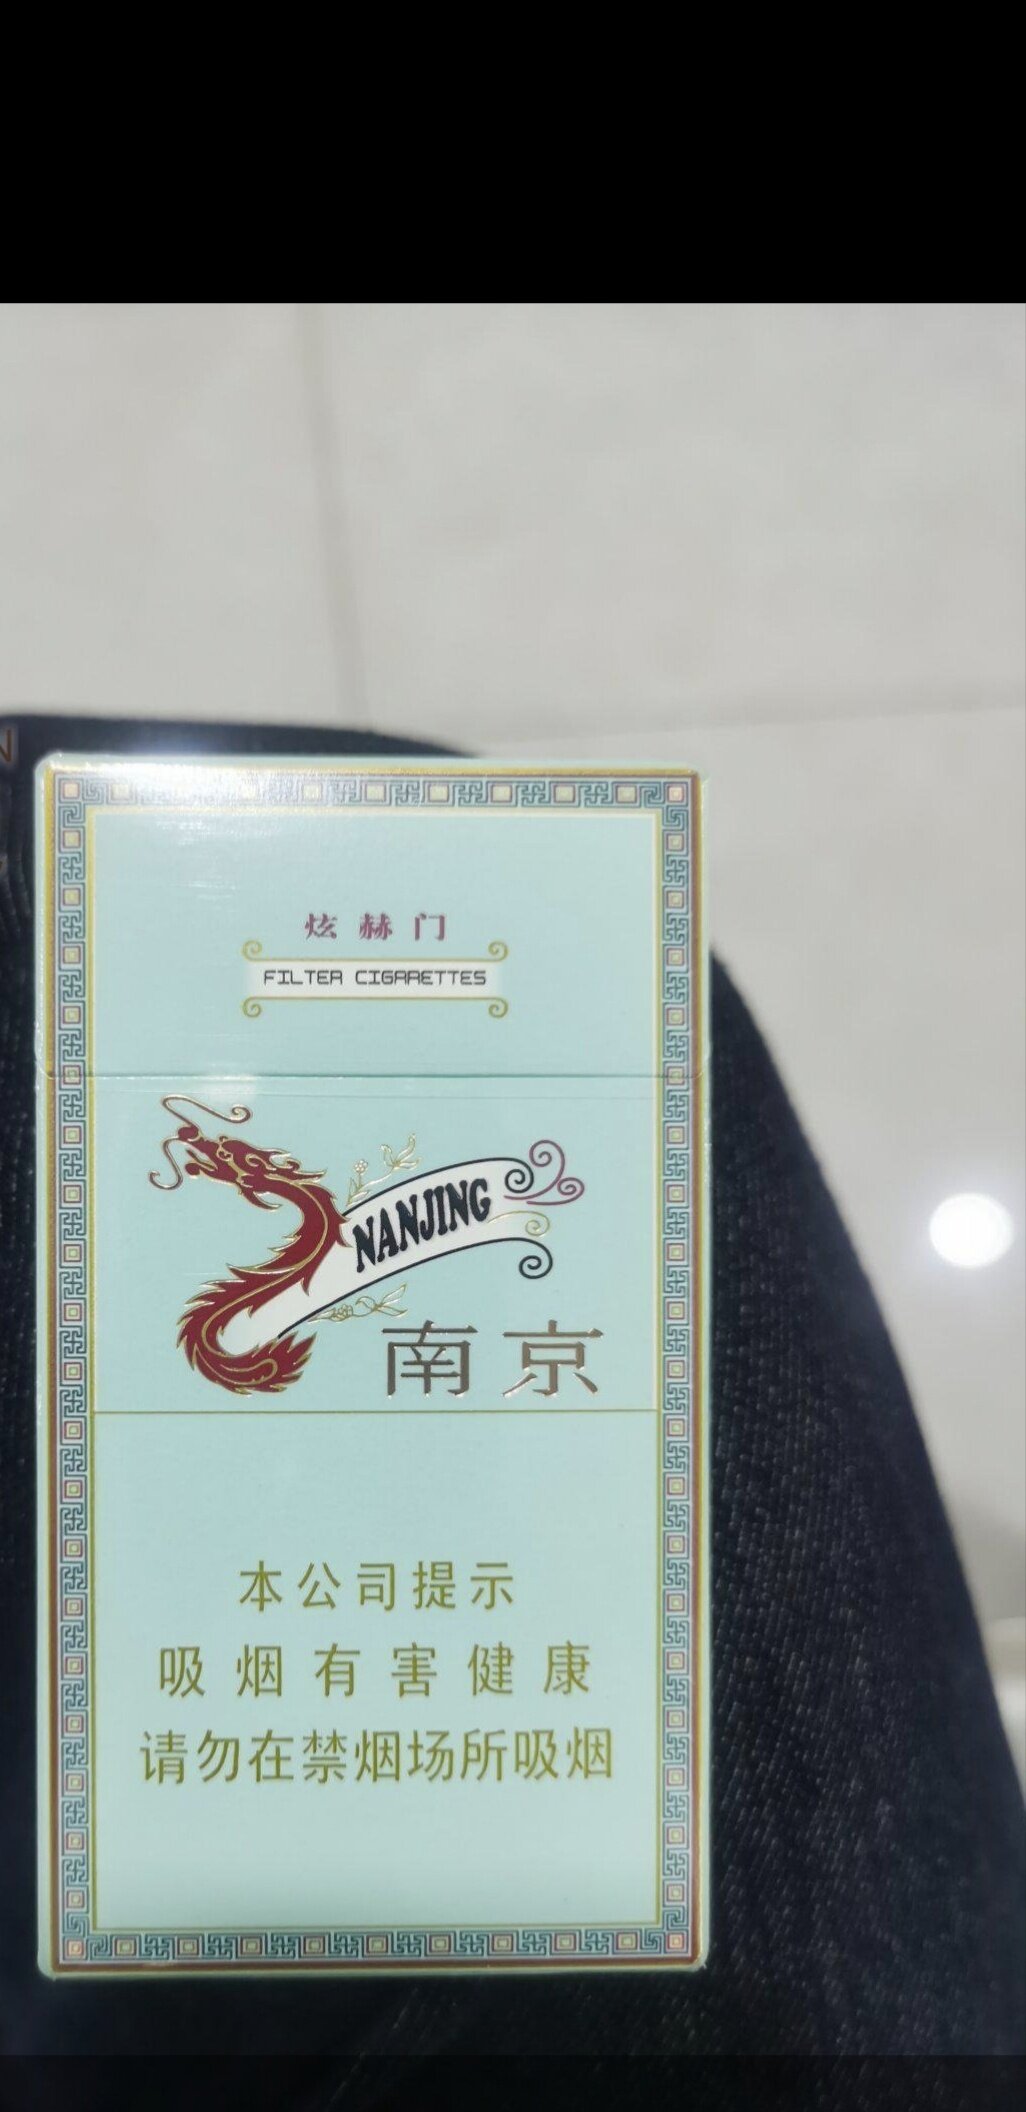 炫赫门
FILTER CIGARETTES
NANJING
南京
本公司提示
吸烟有害健康
请勿在禁烟场所吸烟